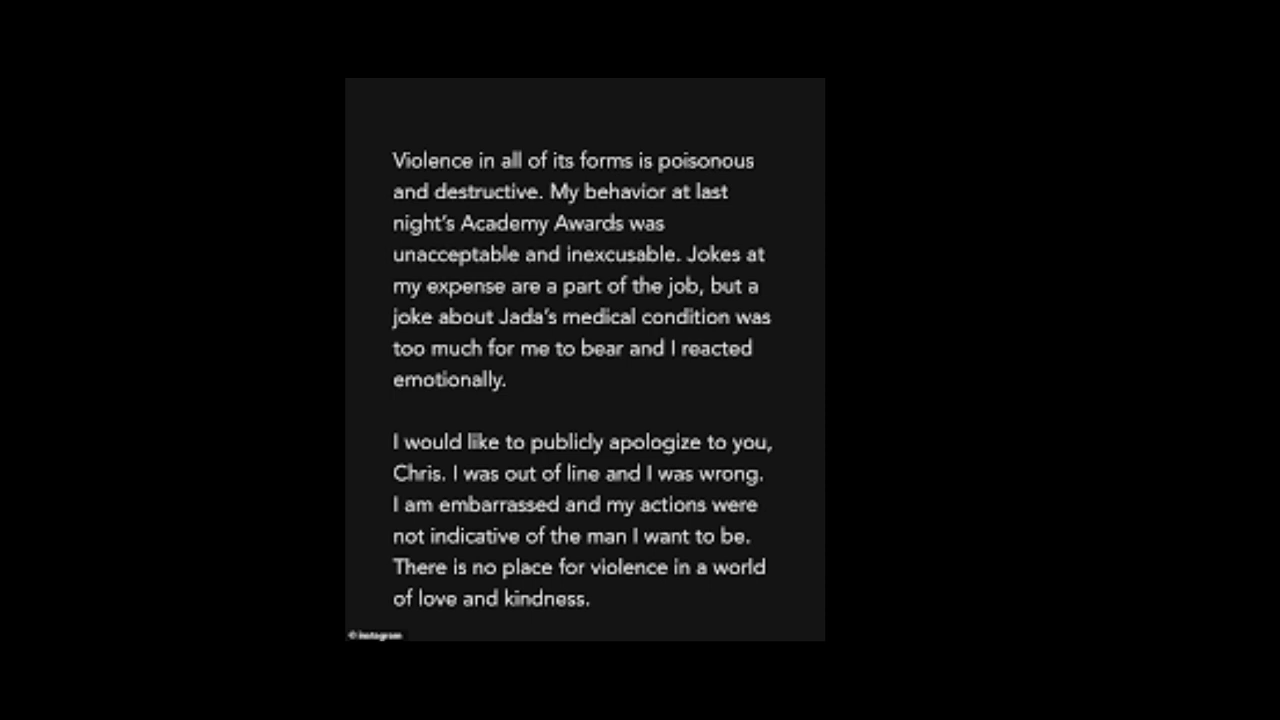 Violence in all of its forms is poisonous
and destructive. My behavior at last
night's Academy Awards was
unacceptable and inexcusable. Jokes at
my expense are a part of the job, but a
joke about Jada's medical condition was
too much for me to bear and I reacted
emotionally.
I would like to publicly apologize to you,
Chris. I was out of line and I was wrong.
I am embarrassed and my actions were
not indicative of the man I want to be.
There is no place for violence in a world
of love and kindness.
© Instagram